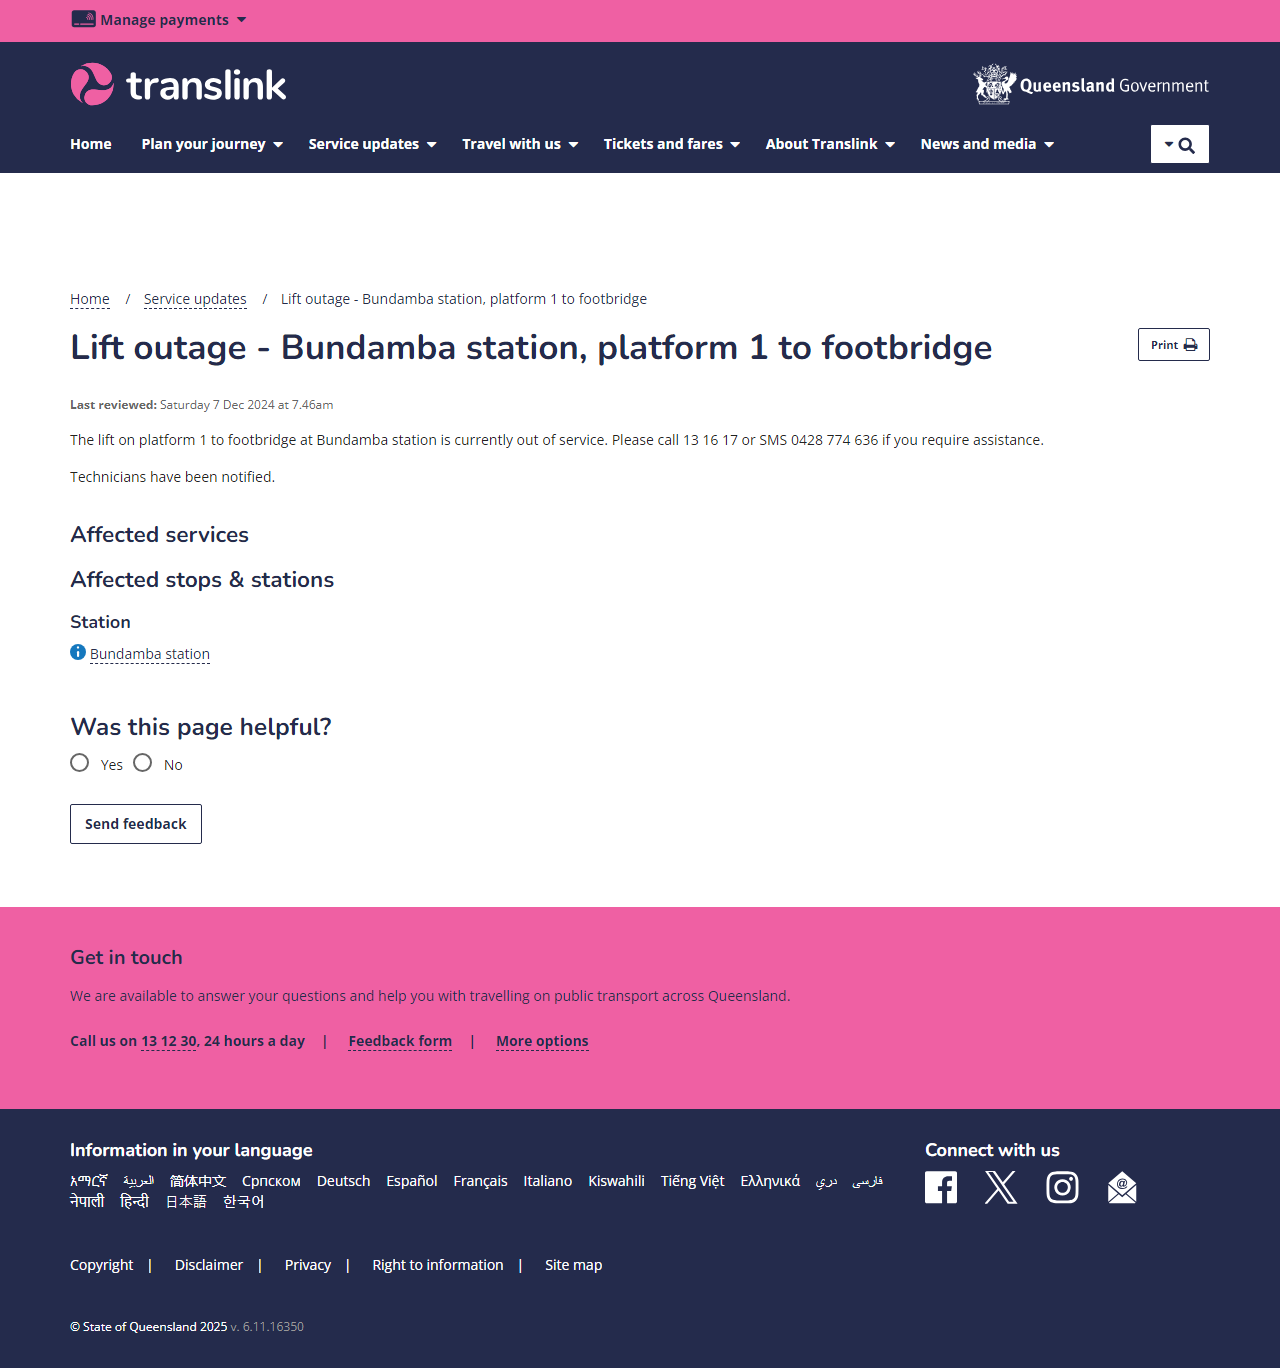 Manage payments
translink
Queensland Government
Home Plan your journey Service updates Travel with us Tickets and fares About Translink News and media
Home / Service updates / Lift outage - Bundamba station, platform 1 to footbridge
Lift outage - Bundamba station, platform 1 to footbridge
Print
Last reviewed: Saturday 7 Dec 2024 at 7.46am
The lift on platform 1 to footbridge at Bundamba station is currently out of service. Please call 13 16 17 or SMS 0428 774 636 if you require assistance.
Technicians have been notified.
Affected services
Affected stops & stations
Station
Bundamba station
Was this page helpful?
Yes No
Send feedback
Get in touch
We are available to answer your questions and help you with travelling on public transport across Queensland.
Call us on 13 12 30, 24 hours a day | Feedback form | More options
Information in your language
አማርኛ العربية 简体中文 Српском Deutsch Español Français Italiano Kiswahili Tiếng Việt Ελληνικά دري فارسی
नेपाली हिन्दी 日本語 한국어
Connect with us
Copyright | Disclaimer | Privacy | Right to information | Site map
© State of Queensland 2025 v. 6.11.16350